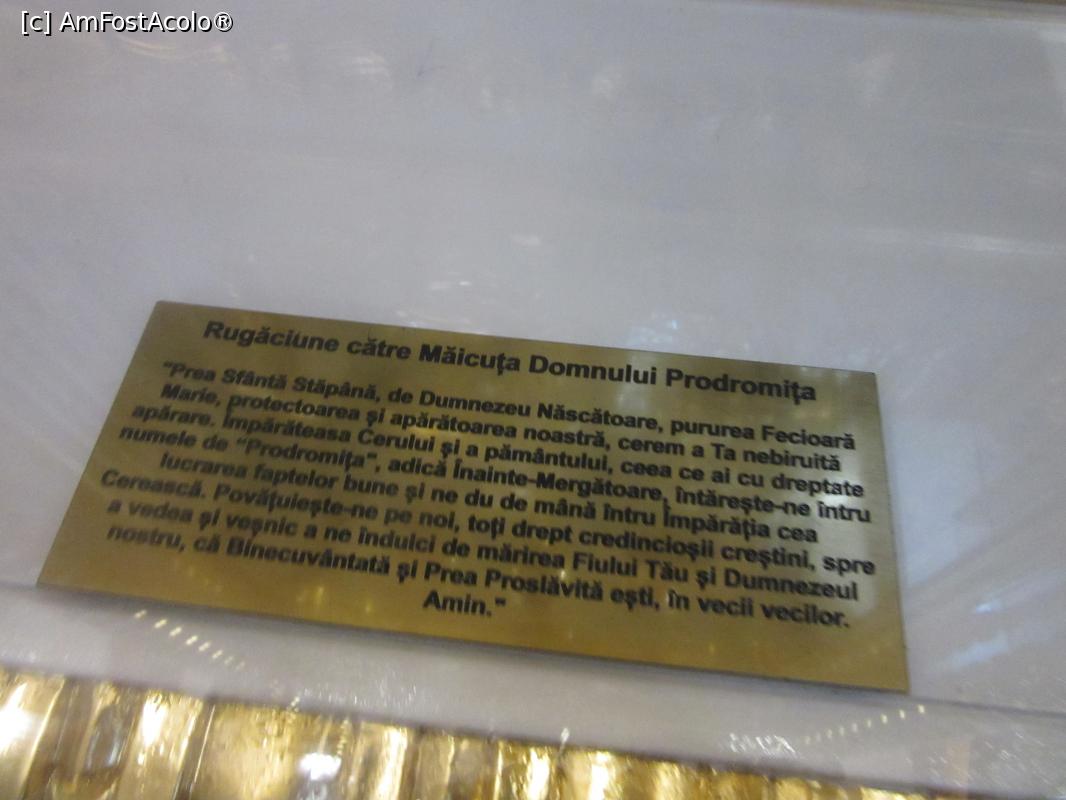 [c] AmFostAcolo®
Rugăciune către Măicuța Domnului Prodromița
"Prea Sfântă Stăpână, de Dumnezeu Născătoare, pururea Fecioară
Marie, protectoarea și apărătoarea noastră, cerem a Ta nebiruită
apărare. Împărăteasa Cerului și a pământului, ceea ce ai cu dreptate
numele de "Prodromița", adică Înainte-Mergătoare, întărește-ne întru
lucrarea faptelor bune și ne du de mână întru Împărăția cea
Cerească. Povățuiește-ne pe noi, toți drept credincioșii creștini, spre
a vedea și veșnic a ne îndulci de mărirea Fiului Tău și Dumnezeul
nostru, că Binecuvântată și Prea Proslăvită ești, în vecii vecilor.
Amin."